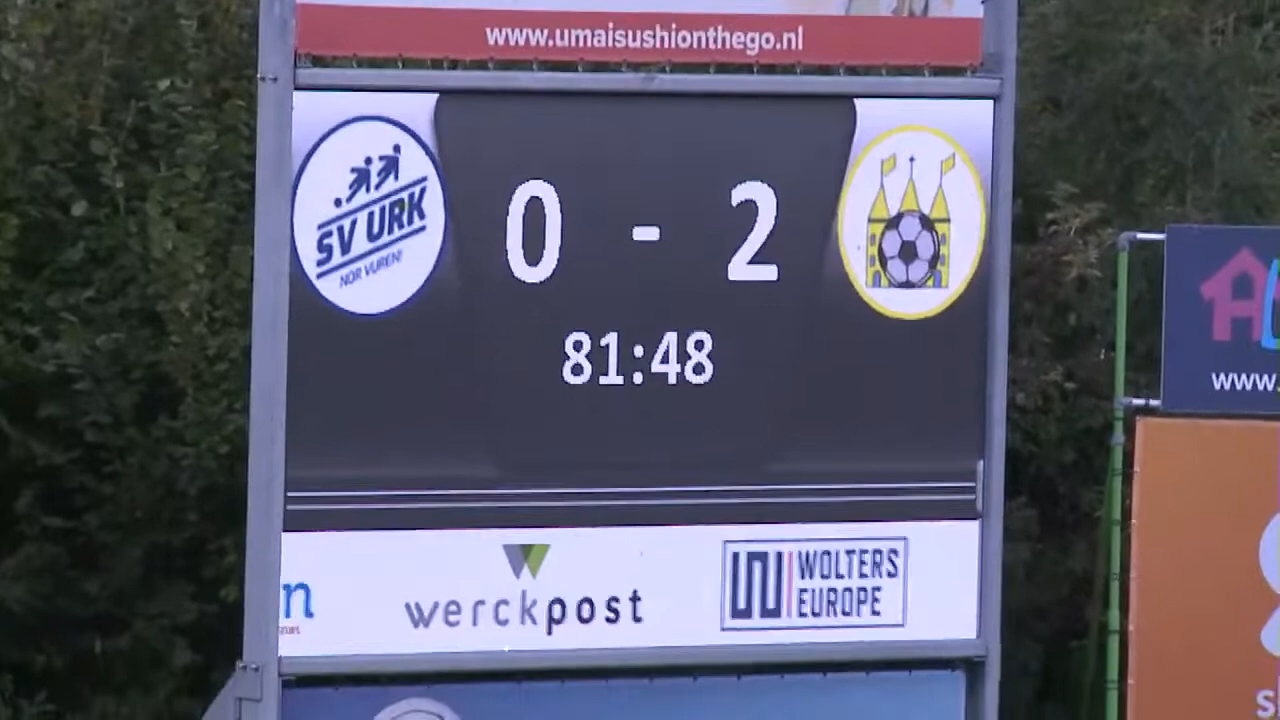 www.umaisushionthego.nl
SV URK
NOR VUREN!
0 - 2
81:48
werckpost
WOLTERS
EUROPE
www.